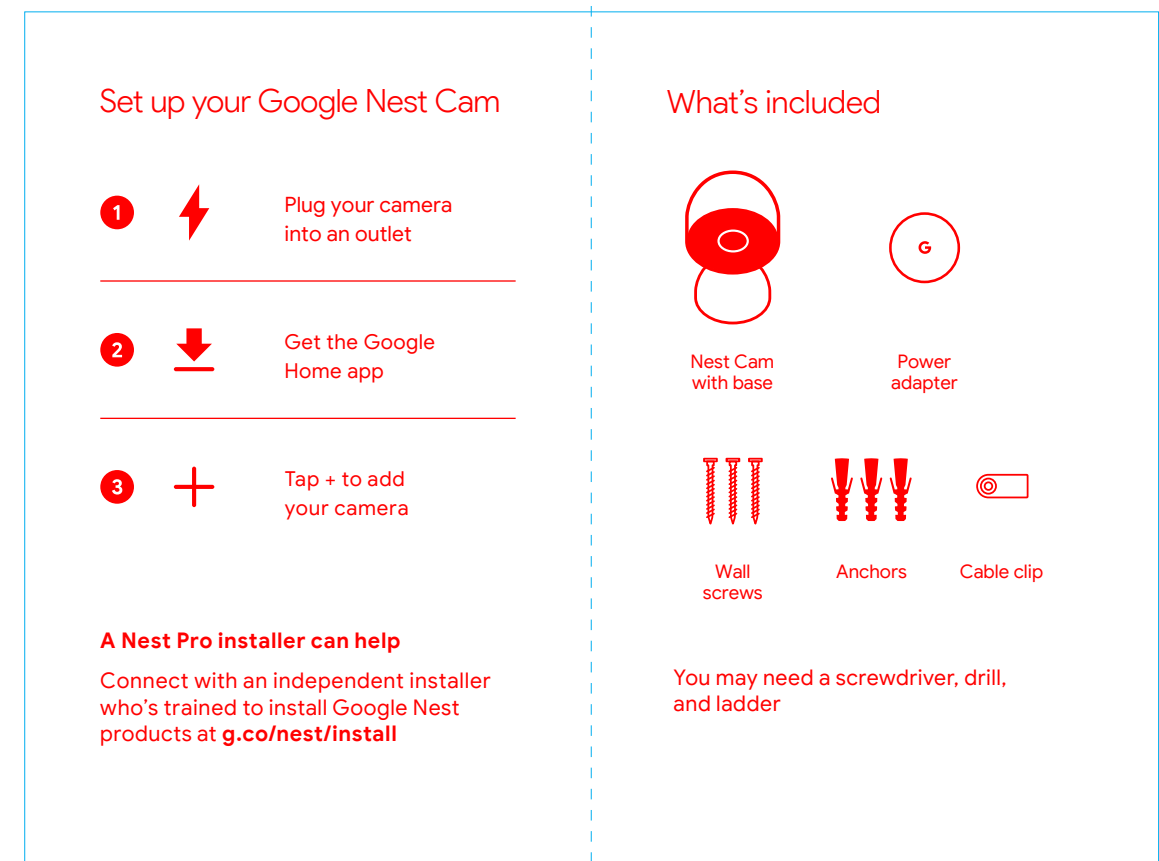 Set up your Google Nest Cam
1
Plug your camera
into an outlet
2
Get the Google
Home app
3
Tap + to add
your camera
A Nest Pro installer can help
Connect with an independent installer
who's trained to install Google Nest
products at g.co/nest/install
What's included
G
Nest Cam
with base
Power
adapter
Wall
screws
Anchors
Cable clip
You may need a screwdriver, drill,
and ladder